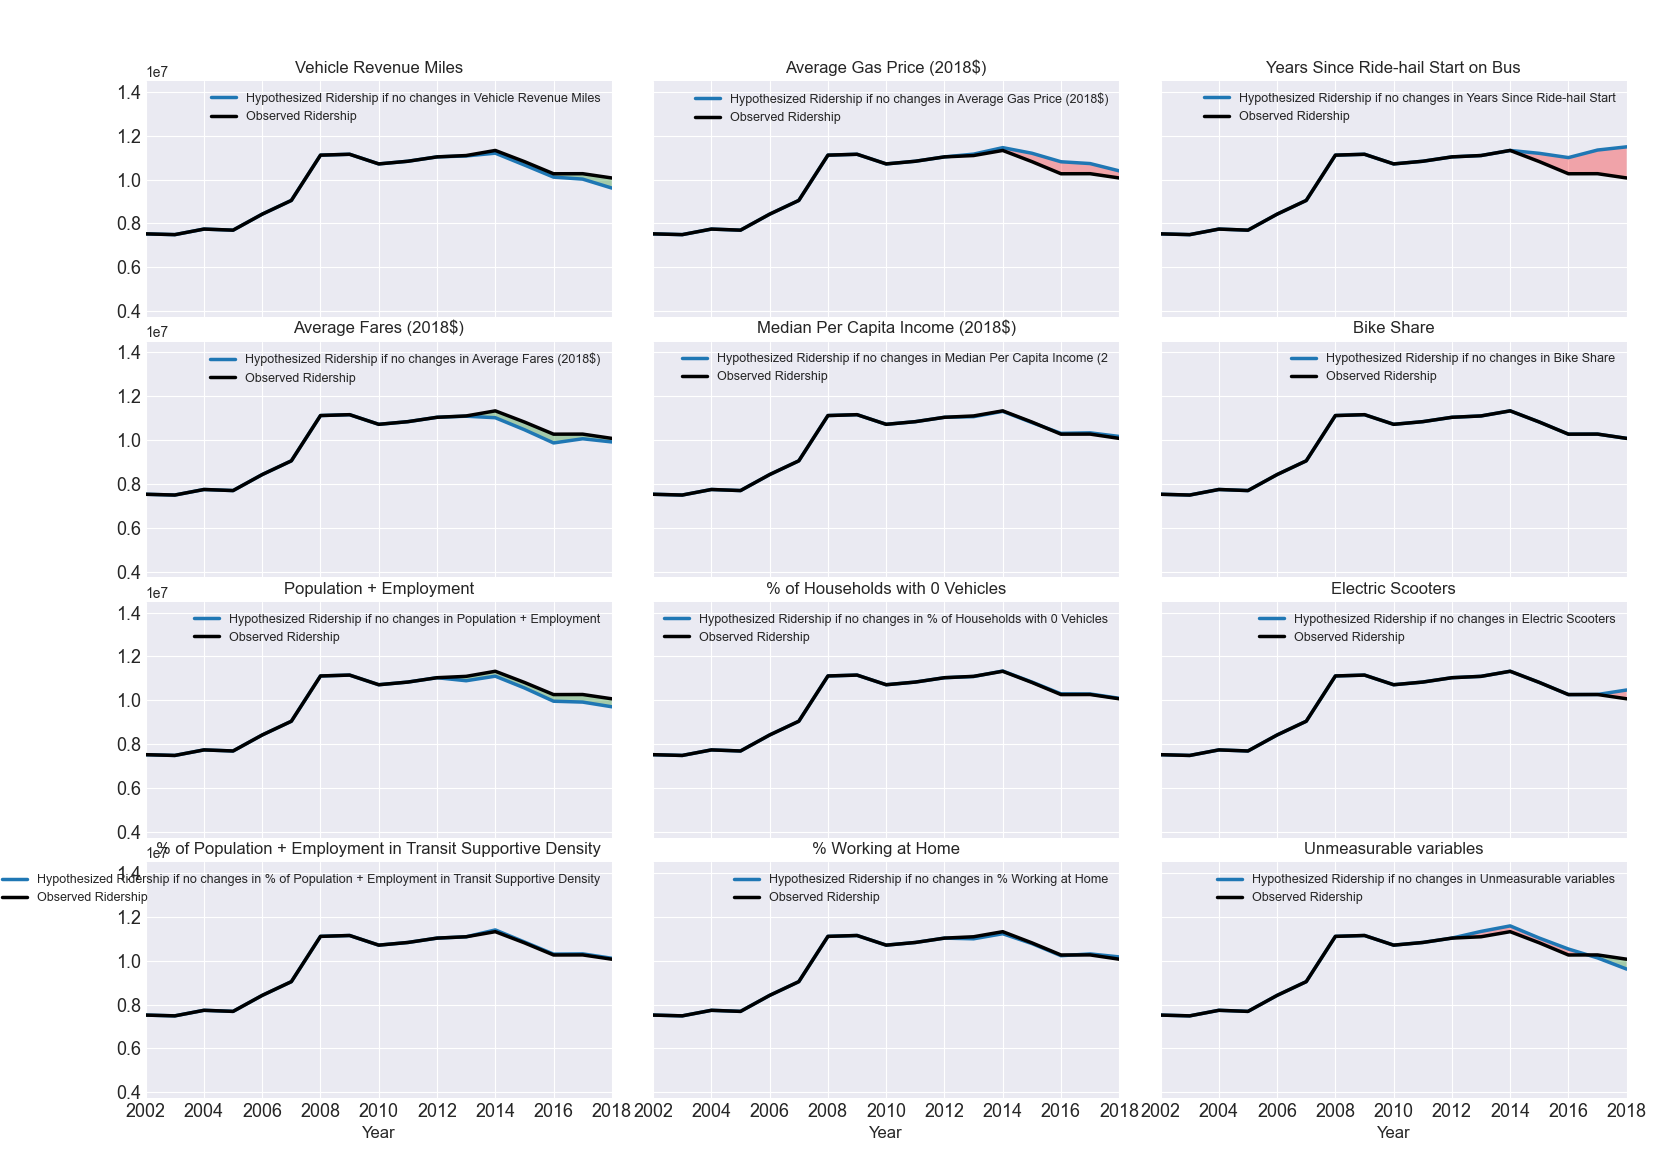 Vehicle Revenue Miles
1e7
Hypothesized Ridership if no changes in Vehicle Revenue Miles
Observed Ridership
1.4
1.2
1.0
0.8
0.6
0.4
Average Gas Price (2018$)
Hypothesized Ridership if no changes in Average Gas Price (2018$)
Observed Ridership
Years Since Ride-hail Start on Bus
Hypothesized Ridership if no changes in Years Since Ride-hail Start
Observed Ridership
Average Fares (2018$)
1e7
Hypothesized Ridership if no changes in Average Fares (2018$)
Observed Ridership
1.4
1.2
1.0
0.8
0.6
0.4
Median Per Capita Income (2018$)
Hypothesized Ridership if no changes in Median Per Capita Income (2
Observed Ridership
Bike Share
Hypothesized Ridership if no changes in Bike Share
Observed Ridership
Population + Employment
1e7
Hypothesized Ridership if no changes in Population + Employment
Observed Ridership
1.4
1.2
1.0
0.8
0.6
0.4
% of Households with 0 Vehicles
Hypothesized Ridership if no changes in % of Households with 0 Vehicles
Observed Ridership
Electric Scooters
Hypothesized Ridership if no changes in Electric Scooters
Observed Ridership
% of Population + Employment in Transit Supportive Density
1e7
Hypothesized Ridership if no changes in % of Population + Employment in Transit Supportive Density
Observed Ridership
1.4
1.2
1.0
0.8
0.6
0.4
% Working at Home
Hypothesized Ridership if no changes in % Working at Home
Observed Ridership
Unmeasurable variables
Hypothesized Ridership if no changes in Unmeasurable variables
Observed Ridership
2002 2004 2006 2008 2010 2012 2014 2016 2018
Year
2002 2004 2006 2008 2010 2012 2014 2016 2018
Year
2002 2004 2006 2008 2010 2012 2014 2016 2018
Year